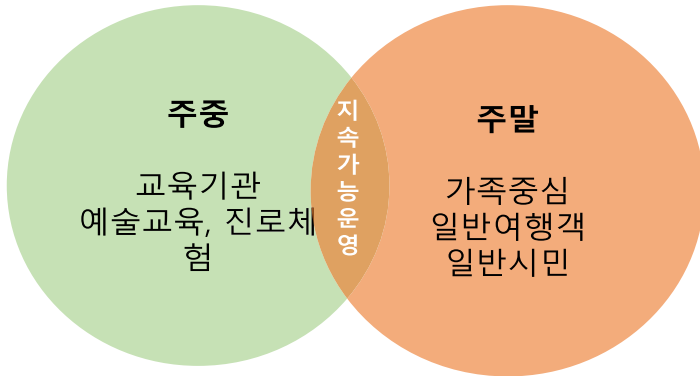 주중
교육기관
예술교육, 진로체
험
지
속
가
능
운
영
주말
가족중심
일반여행객
일반시민